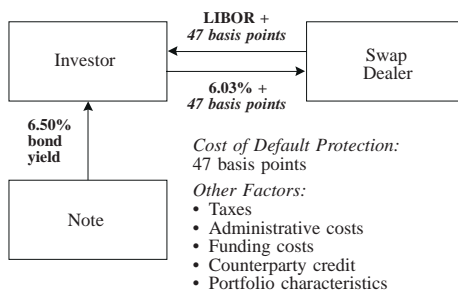 LIBOR +
47 basis points
Investor
Swap
Dealer
6.03% +
47 basis points
6.50%
bond
yield
Cost of Default Protection:
47 basis points
Note
Other Factors:
• Taxes
• Administrative costs
• Funding costs
• Counterparty credit
• Portfolio characteristics